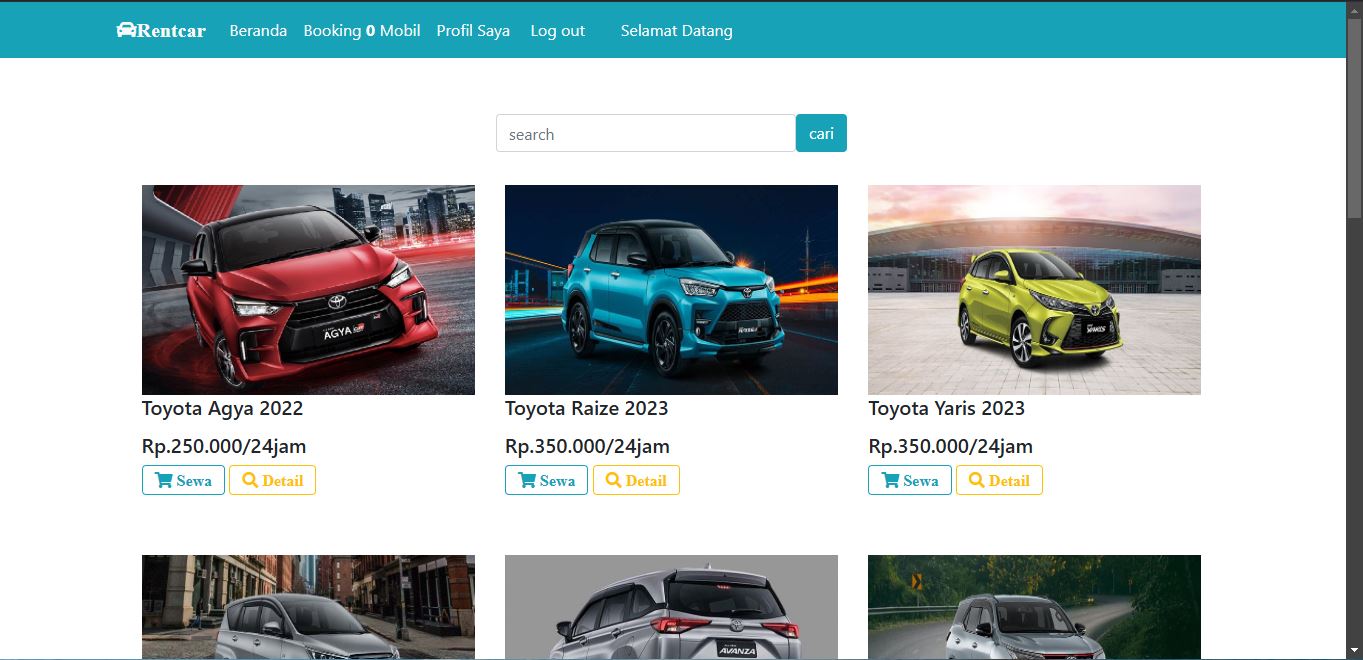 Rentcar Beranda Booking 0 Mobil Profil Saya Log out Selamat Datang
search cari
AGYA
Toyota Agya 2022 Toyota Raize 2023 Toyota Yaris 2023
Rp.250.000/24jam Rp.350.000/24jam Rp.350.000/24jam
Sewa Detail Sewa Detail Sewa Detail
AVANZA